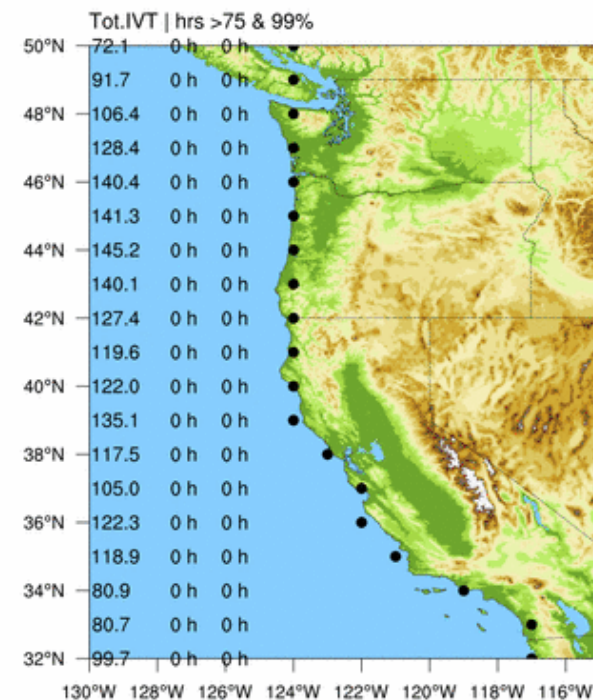 Tot.IVT | hrs >75 & 99%
50°N 72.1 0 h 0 h
91.7 0 h 0 h
48°N 106.4 0 h 0 h
128.4 0 h 0 h
46°N 140.4 0 h 0 h
141.3 0 h 0 h
44°N 145.2 0 h 0 h
140.1 0 h 0 h
42°N 127.4 0 h 0 h
119.6 0 h 0 h
40°N 122.0 0 h 0 h
135.1 0 h 0 h
38°N 117.5 0 h 0 h
105.0 0 h 0 h
36°N 122.3 0 h 0 h
118.9 0 h 0 h
34°N 80.9 0 h 0 h
80.7 0 h 0 h
32°N 99.7 0 h 0 h
130°W 128°W 126°W 124°W 122°W 120°W 118°W 116°W